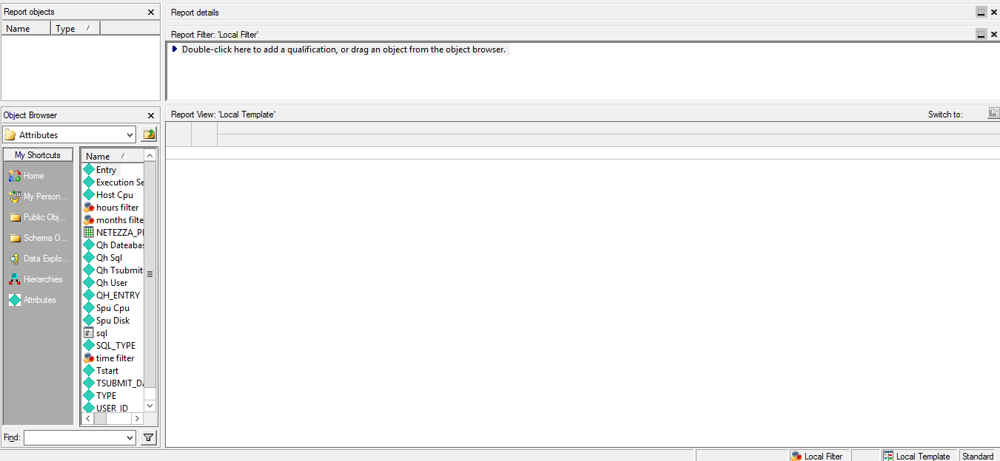 Report objects
Name Type
Report details
Report Filter: 'Local Filter'
Double-click here to add a qualification, or drag an object from the object browser.
Object Browser
Attributes
My Shortcuts
Home
My Person...
Public Obj...
Schema O...
Data Explo...
Hierarchies
Attributes
Name
Entry
Execution Se
Host Cpu
hours filter
months filte
NETEZZA_PI
Qh Dateabas
Qh Sql
Qh Tsubmit
Qh User
QH_ENTRY
Spu Cpu
Spu Disk
sql
SQL_TYPE
time filter
Tstart
TSUBMIT_DA
TYPE
USER_ID
Find:
Report View: 'Local Template'
Switch to:
Local Filter
Local Template
Standard